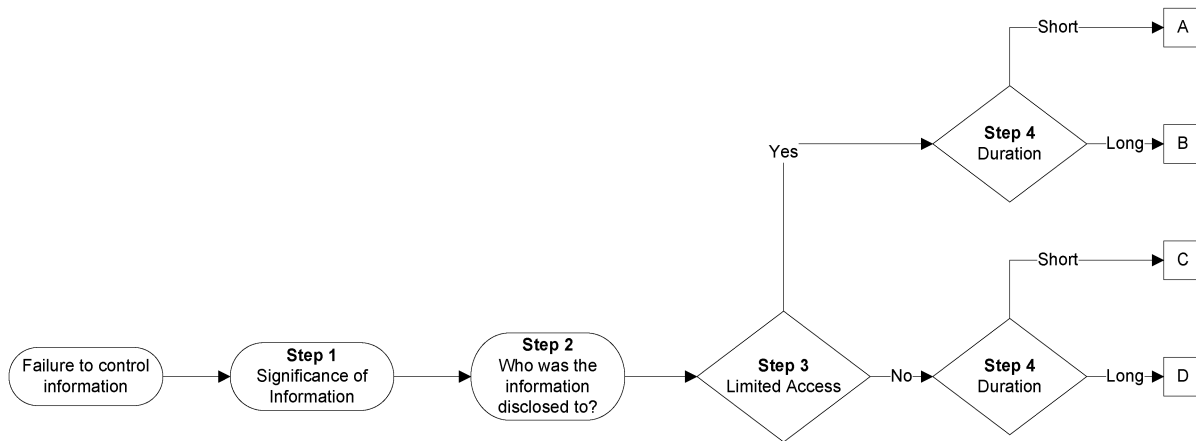 Short
A
Step 4
Duration
Yes
Long
B
Short
C
Failure to control
information
Step 1
Significance of
Information
Step 2
Who was the
information
disclosed to?
Step 3
Limited Access
No
Step 4
Duration
Long
D